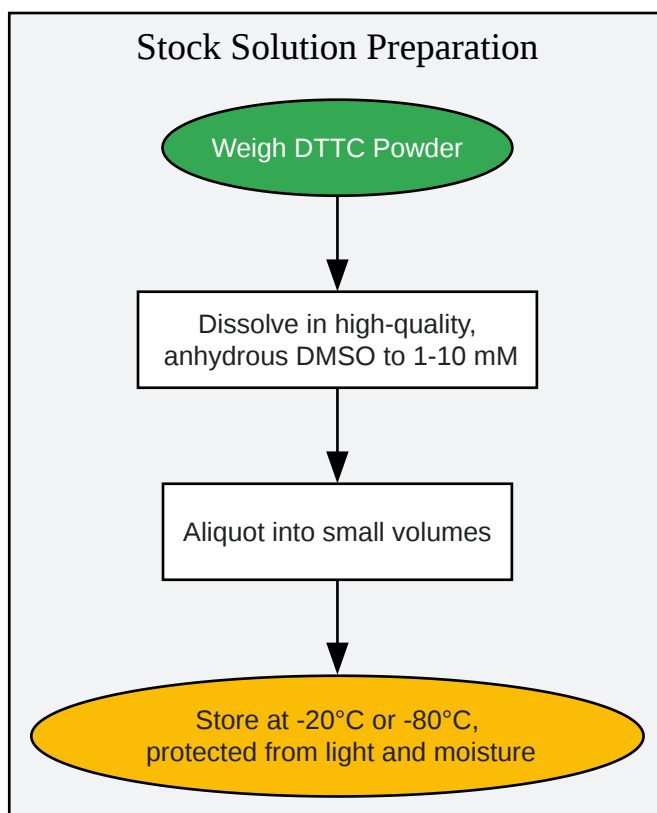 Stock Solution Preparation
Weigh DTTC Powder
Dissolve in high-quality,
anhydrous DMSO to 1-10 mM
Aliquot into small volumes
Store at -20°C or -80°C,
protected from light and moisture